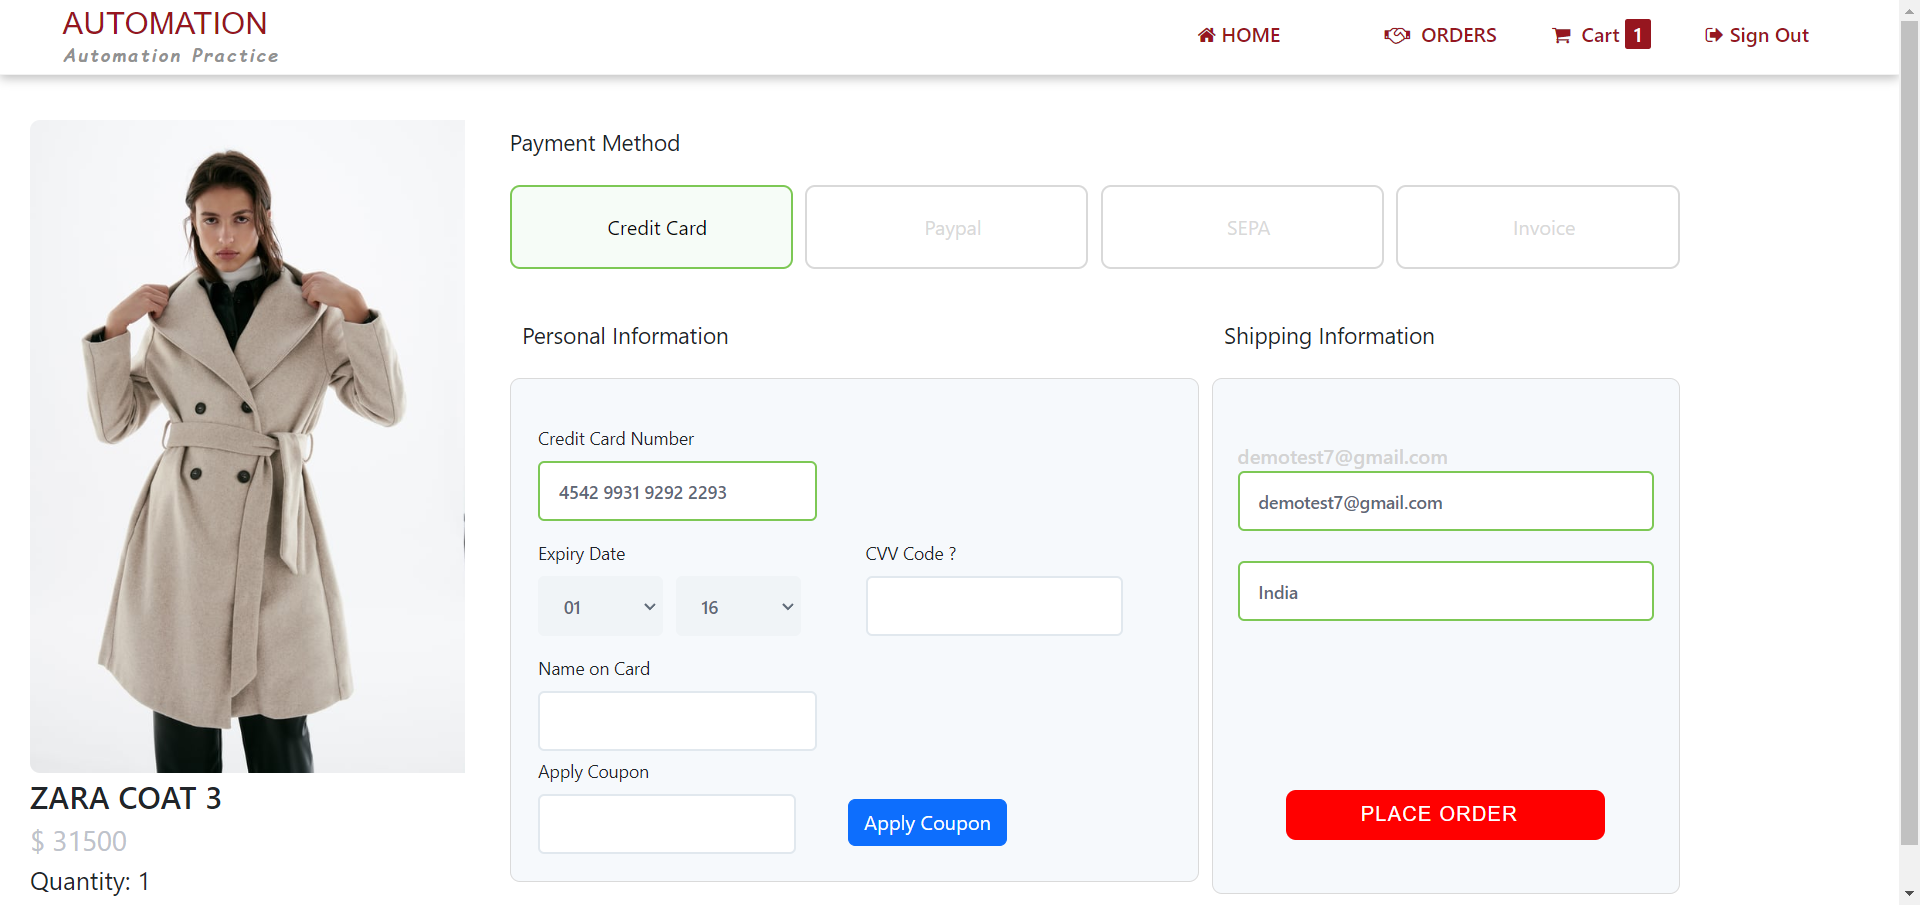 AUTOMATION
Automation Practice
HOME
ORDERS
Cart 1
Sign Out
Payment Method
Credit Card
Paypal
SEPA
Invoice
Personal Information
Credit Card Number
4542 9931 9292 2293
Expiry Date
CVV Code ?
01
16
Name on Card
Apply Coupon
Apply Coupon
Shipping Information
demotest7@gmail.com
demotest7@gmail.com
India
PLACE ORDER
ZARA COAT 3
$ 31500
Quantity: 1